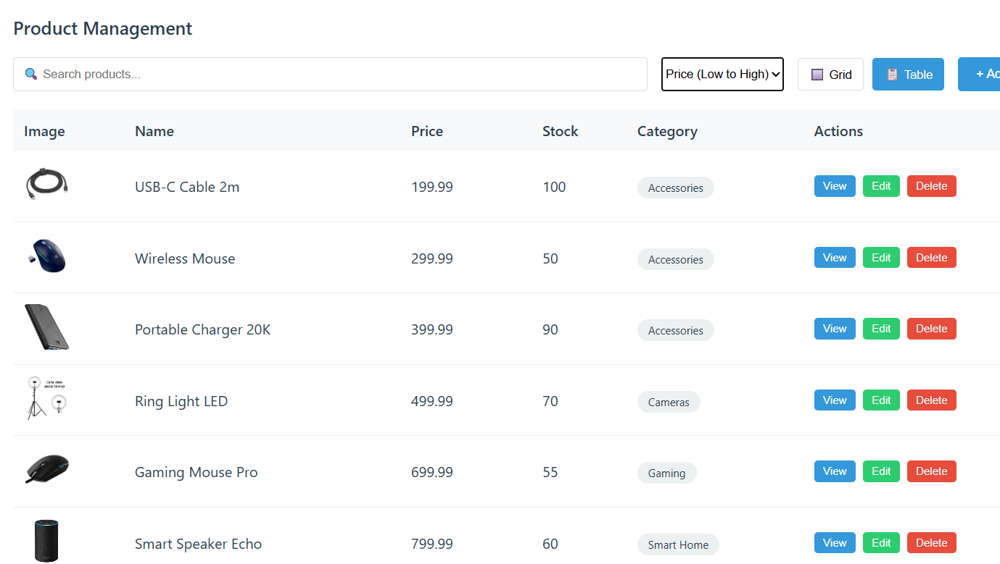 Product Management
Search products...
Price (Low to High)
Grid
Table
+ Ad
Image Name Price Stock Category Actions
USB-C Cable 2m 199.99 100 Accessories View Edit Delete
Wireless Mouse 299.99 50 Accessories View Edit Delete
Portable Charger 20K 399.99 90 Accessories View Edit Delete
Ring Light LED 499.99 70 Cameras View Edit Delete
Gaming Mouse Pro 699.99 55 Gaming View Edit Delete
Smart Speaker Echo 799.99 60 Smart Home View Edit Delete